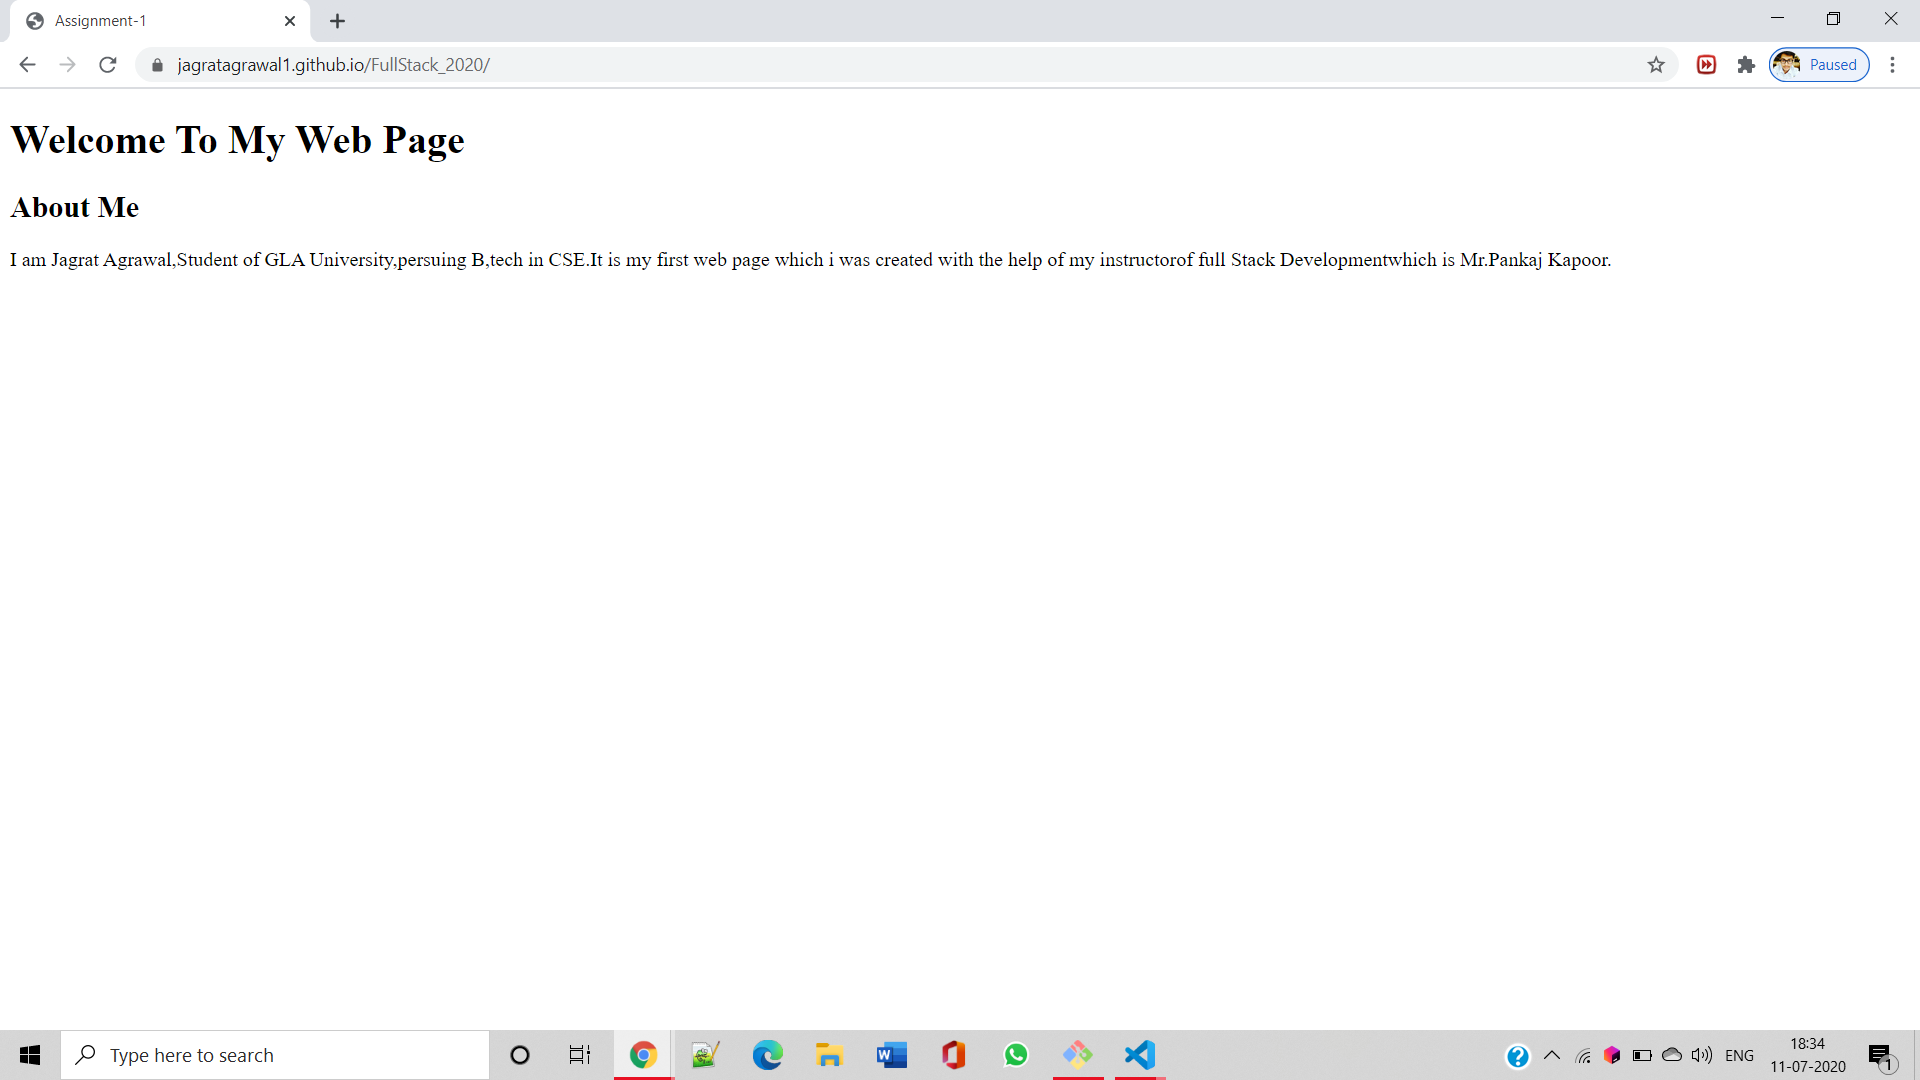 Assignment-1
jagratagrawal1.github.io/FullStack_2020/
Paused
Welcome To My Web Page
About Me
I am Jagrat Agrawal,Student of GLA University,persuing B,tech in CSE.It is my first web page which i was created with the help of my instructorof full Stack Developmentwhich is Mr.Pankaj Kapoor.
Type here to search
W
ENG
18:34
11-07-2020
1